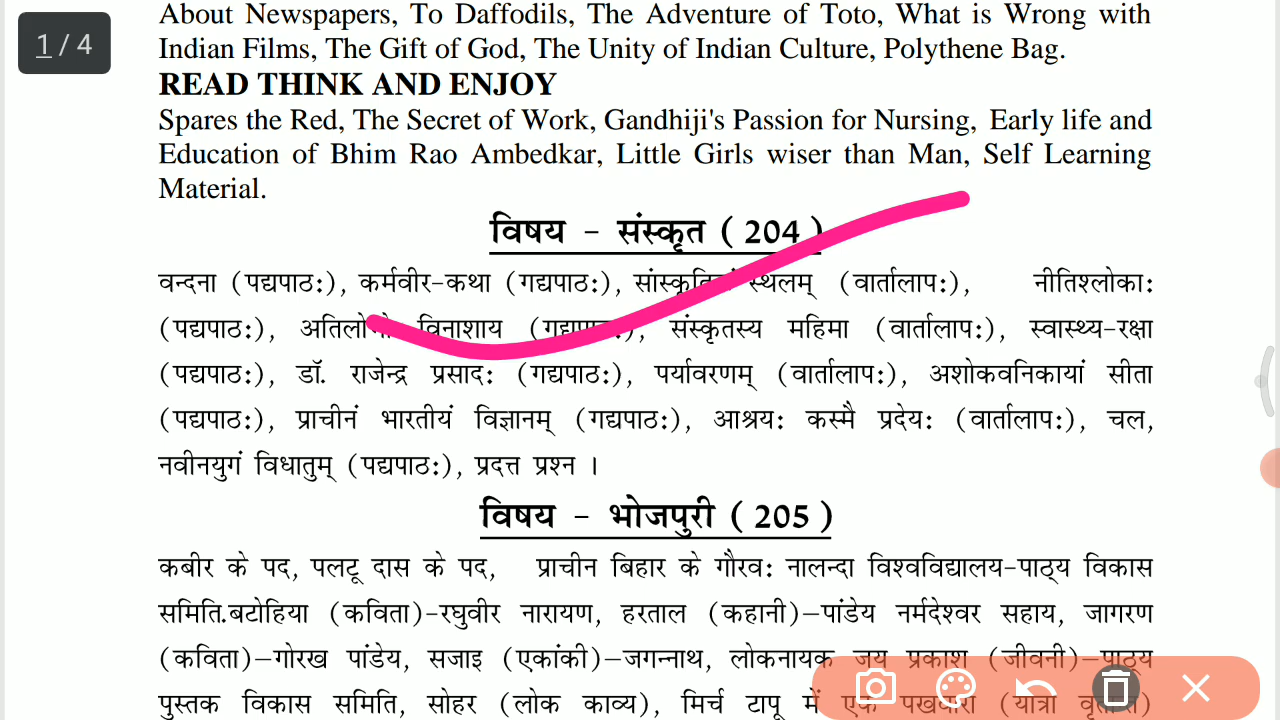 1 / 4
About Newspapers, To Daffodils, The Adventure of Toto, What is Wrong with
Indian Films, The Gift of God, The Unity of Indian Culture, Polythene Bag.
READ THINK AND ENJOY
Spares the Red, The Secret of Work, Gandhiji's Passion for Nursing, Early life and
Education of Bhim Rao Ambedkar, Little Girls wiser than Man, Self Learning
Material.
विषय - संस्कृत ( 204 )
वन्दना (पद्यपाठ:), कर्मवीर-कथा (गद्यपाठ:), स्थलम् (वार्तालाप:), नीतिश्लोका:
(पद्यपाठ:), विनाशाय (गद्यपाठ:), संस्कृतस्य महिमा (वार्तालाप:), स्वास्थ्य-रक्षा
(पद्यपाठ:), डॉ. राजेन्द्र प्रसाद: (गद्यपाठ:), पर्यावरणम् (वार्तालाप:), अशोकवनिकायां सीता
(पद्यपाठ:), प्राचीनं भारतीयं विज्ञानम् (गद्यपाठ:), आश्रय: कस्मै प्रदेय: (वार्तालाप:), चल,
नवीनयुगं विधातुम् (पद्यपाठ:), प्रदत्त प्रश्न ।
विषय - भोजपुरी ( 205 )
कबीर के पद, पलटू दास के पद, प्राचीन बिहार के गौरव: नालन्दा विश्वविद्यालय-पाठ्य विकास
समिति.बटोहिया (कविता)-रघुवीर नारायण, हरताल (कहानी)–पांडेय नर्मदेश्वर सहाय, जागरण
(कविता)–गोरख पांडेय, सजाइ (एकांकी)–जगन्नाथ, लोकनायक जय प्रकाश (जीवनी)–पाठ्य
पुस्तक विकास समिति, सोहर (लोक काव्य), मिर्च टापू में एक पखवारा (यात्रा वृतान्त)